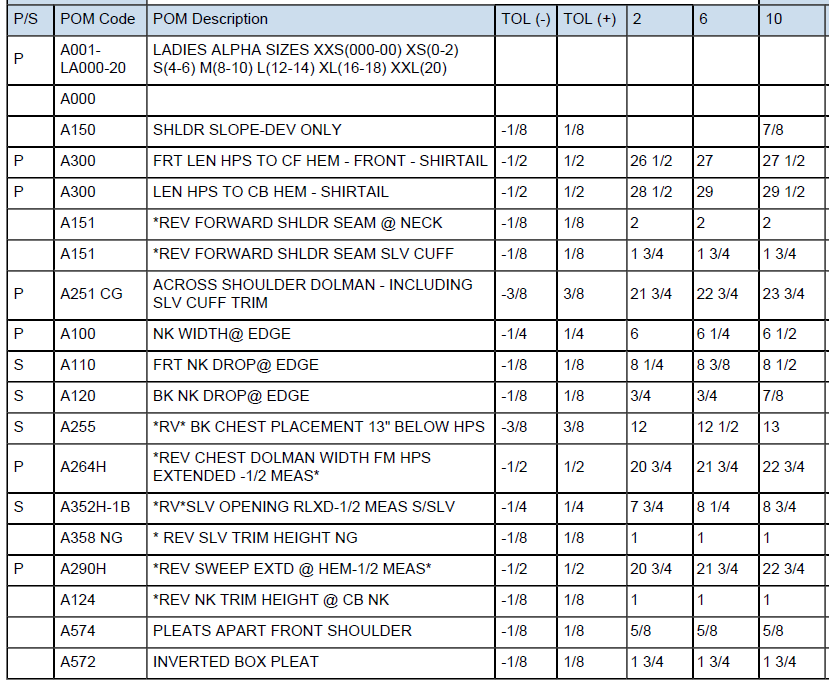 P/S POM Code POM Description TOL (-) TOL (+) 2 6 10
P A001-LA000-20 LADIES ALPHA SIZES XXS(000-00) XS(0-2) S(4-6) M(8-10) L(12-14) XL(16-18) XXL(20)
A000
A150 SHLDR SLOPE-DEV ONLY -1/8 1/8 7/8
P A300 FRT LEN HPS TO CF HEM - FRONT - SHIRTAIL -1/2 1/2 26 1/2 27 27 1/2
P A300 LEN HPS TO CB HEM - SHIRTAIL -1/2 1/2 28 1/2 29 29 1/2
A151 *REV FORWARD SHLDR SEAM @ NECK -1/8 1/8 2 2 2
A151 *REV FORWARD SHLDR SEAM SLV CUFF -1/8 1/8 1 3/4 1 3/4 1 3/4
P A251 CG ACROSS SHOULDER DOLMAN - INCLUDING SLV CUFF TRIM -3/8 3/8 21 3/4 22 3/4 23 3/4
P A100 NK WIDTH@ EDGE -1/4 1/4 6 6 1/4 6 1/2
S A110 FRT NK DROP@ EDGE -1/8 1/8 8 1/4 8 3/8 8 1/2
S A120 BK NK DROP@ EDGE -1/8 1/8 3/4 3/4 7/8
S A255 *RV* BK CHEST PLACEMENT 13" BELOW HPS -3/8 3/8 12 12 1/2 13
P A264H *REV CHEST DOLMAN WIDTH FM HPS EXTENDED -1/2 MEAS* -1/2 1/2 20 3/4 21 3/4 22 3/4
S A352H-1B *RV*SLV OPENING RLXD-1/2 MEAS S/SLV -1/4 1/4 7 3/4 8 1/4 8 3/4
A358 NG * REV SLV TRIM HEIGHT NG -1/8 1/8 1 1 1
P A290H *REV SWEEP EXTD @ HEM-1/2 MEAS* -1/2 1/2 20 3/4 21 3/4 22 3/4
A124 *REV NK TRIM HEIGHT @ CB NK -1/8 1/8 1 1 1
A574 PLEATS APART FRONT SHOULDER -1/8 1/8 5/8 5/8 5/8
A572 INVERTED BOX PLEAT -1/8 1/8 1 3/4 1 3/4 1 3/4